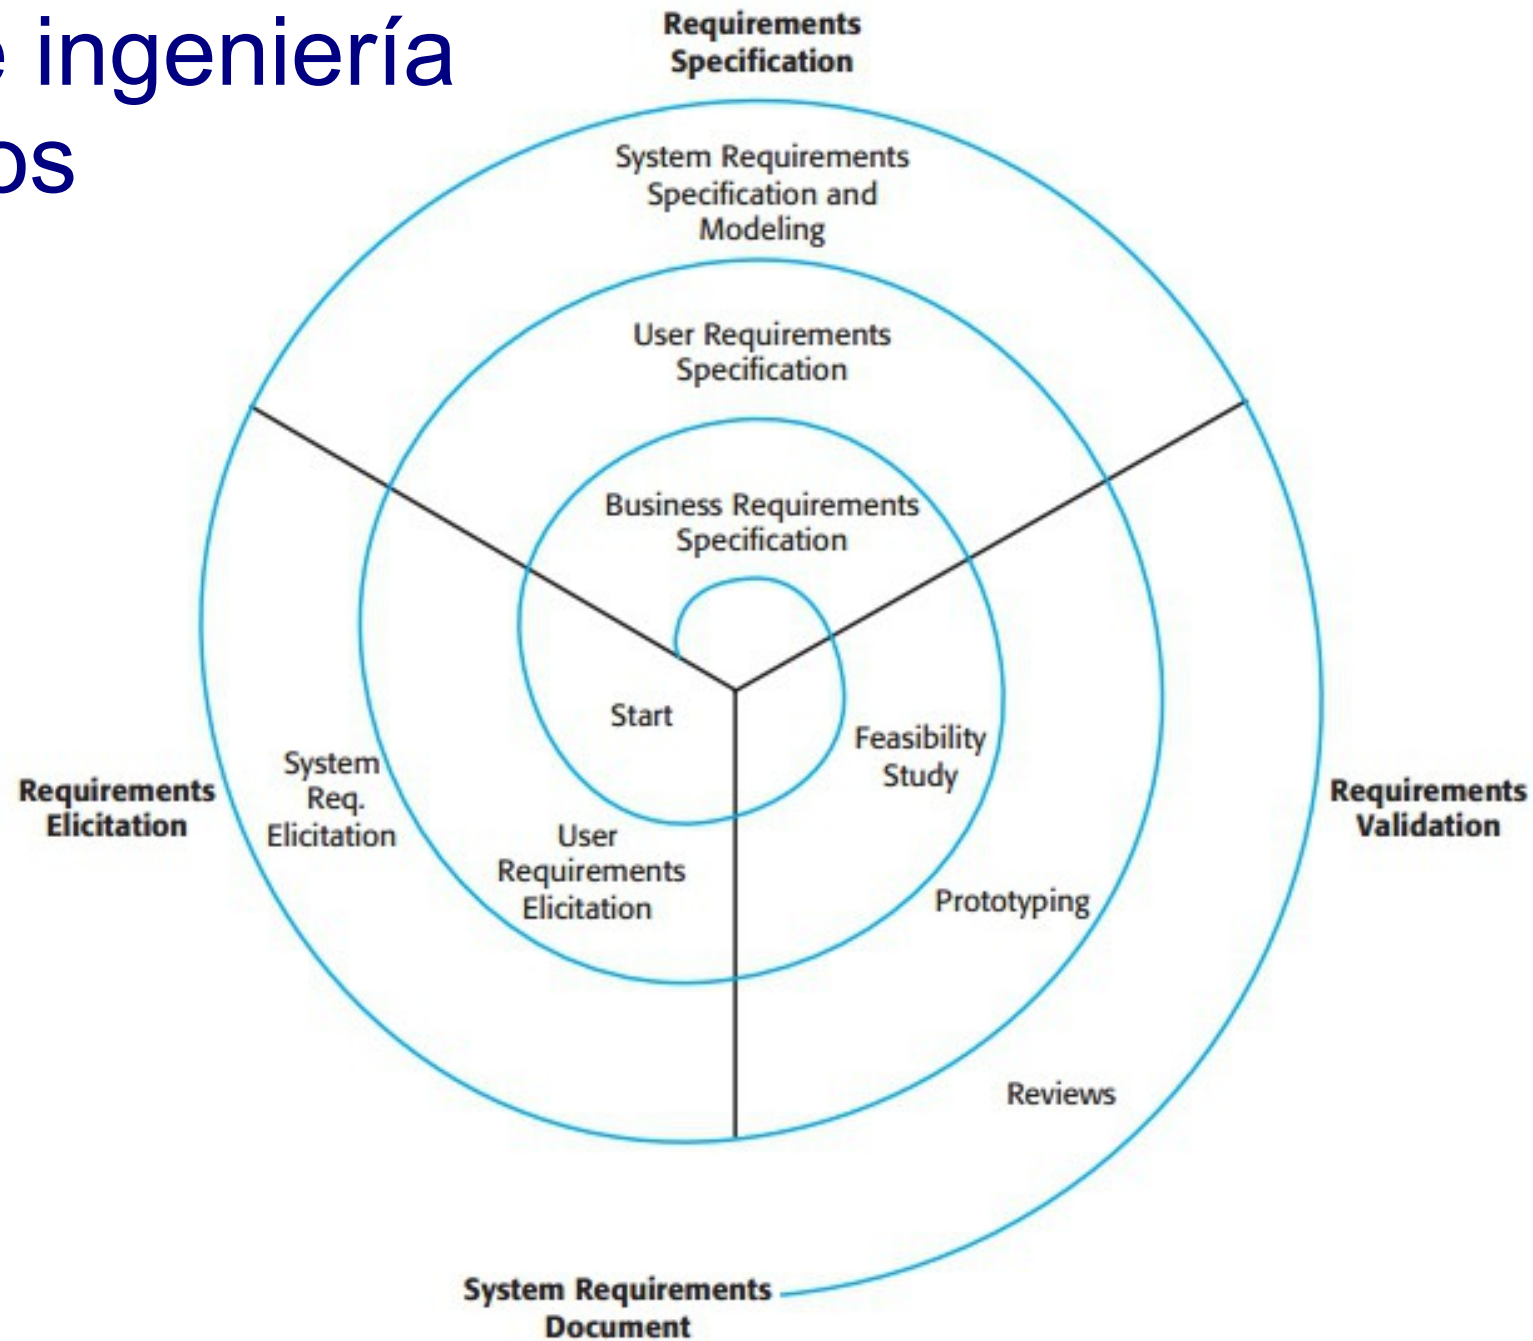 e ingeniería
os
Requirements
Specification
System Requirements
Specification and
Modeling
User Requirements
Specification
Business Requirements
Specification
Start
Feasibility
Study
System
Req.
Elicitation
Requirements
Elicitation
User
Requirements
Elicitation
Requirements
Validation
Prototyping
Reviews
System Requirements
Document